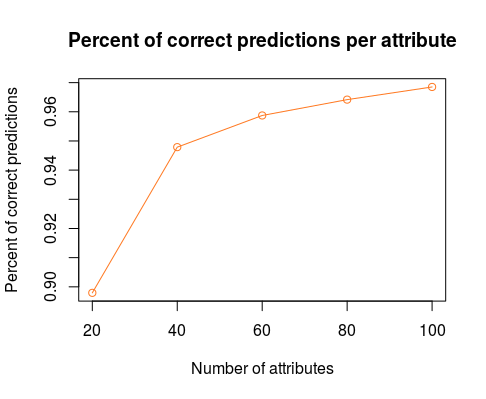 Percent of correct predictions per attribute
Percent of correct predictions
0.96
0.94
0.92
0.90
20 40 60 80 100
Number of attributes